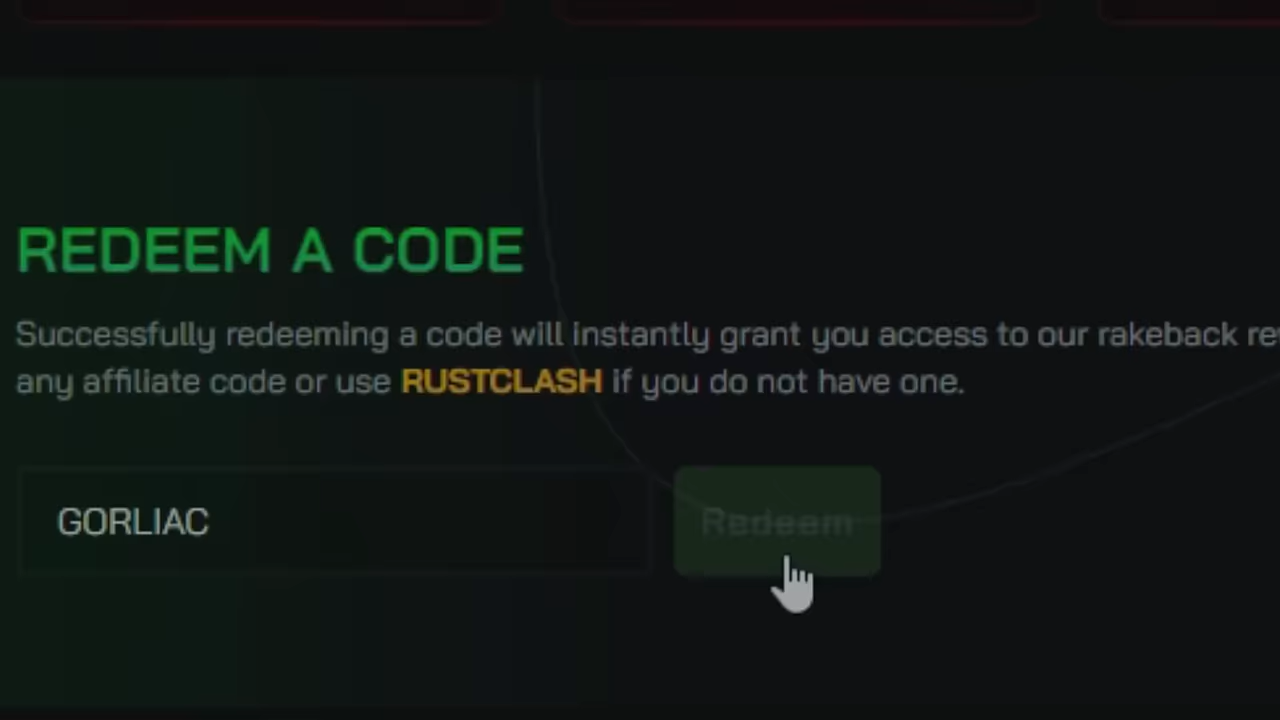 REDEEM A CODE
Successfully redeeming a code will instantly grant you access to our rakeback
any affiliate code or use RUSTCLASH if you do not have one.
GORLIAC
Redeem